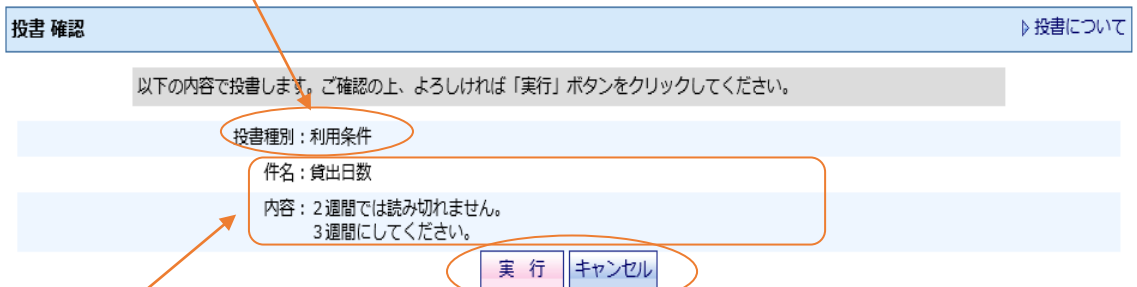 投書 確認
▷投書について
以下の内容で投書します。ご確認の上、よろしければ「実行」ボタンをクリックしてください。
投書種別：利用条件
件名：貸出日数
内容：２週間では読み切れません。
３週間にしてください。
実 行 キャンセル